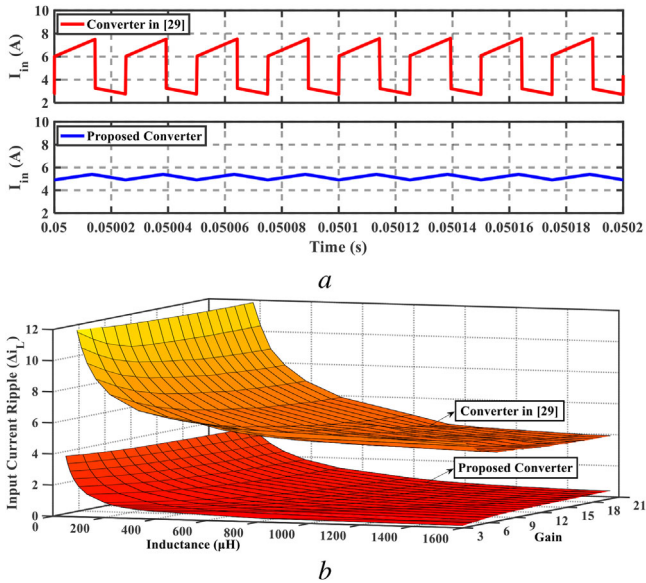 10
8
6
4
2
I_in (A)
Converter in [29]
10
8
6
4
2
I_in (A)
Proposed Converter
0.05 0.05002 0.05004 0.05006 0.05008 0.0501 0.05012 0.05014 0.05016 0.05018 0.0502
Time (s)
a
12
10
8
6
4
2
0
Input Current Ripple (Δi_L)
Converter in [29]
Proposed Converter
0 200 400 600 800 1000 1200 1400 1600
Inductance (μH)
3 6 9 12 15 18 21
Gain
b